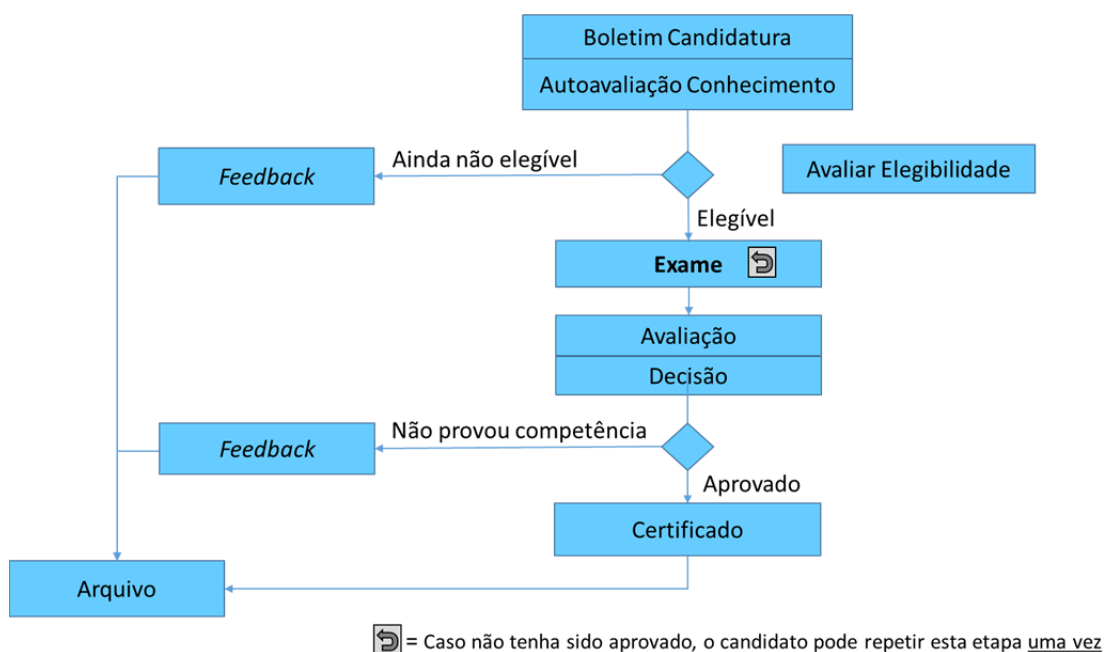 Boletim Candidatura
Autoavaliação Conhecimento
Ainda não elegível
Feedback
Avaliar Elegibilidade
Elegível
Exame
Avaliação
Decisão
Não provou competência
Feedback
Aprovado
Certificado
Arquivo
= Caso não tenha sido aprovado, o candidato pode repetir esta etapa uma vez